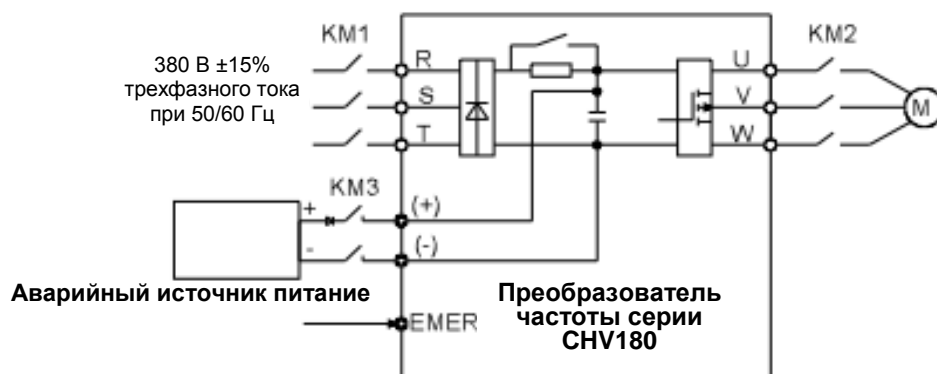 KM1
KM2
380 В ±15%
трехфазного тока
при 50/60 Гц
R
S
T
U
V
W
M
KM3
+
-
(+)
(-)
Аварийный источник питание
EMER
Преобразователь
частоты серии
CHV180